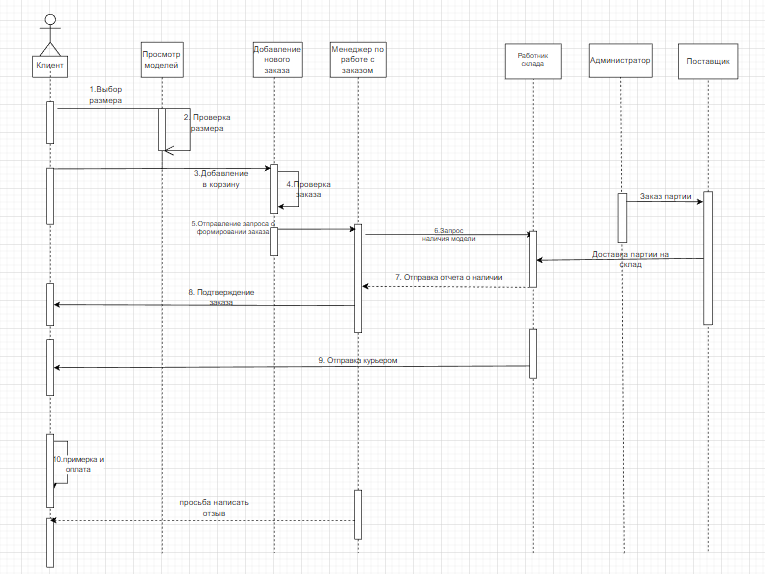 Клиент
Просмотр
моделей
Добавление
нового
заказа
Менеджер по
работе с
заказом
Работник
склада
Администратор
Поставщик
1.Выбор
размера
2. Проверка
размера
3.Добавление
в корзину
4.Проверка
заказа
Заказ партии
5.Отправление запроса о
формировании заказа
6.Запрос
наличия модели
Доставка партии на
склад
7. Отправка отчета о наличии
8. Подтверждение
заказа
9. Отправка курьером
10.примерка и
оплата
просьба написать
отзыв